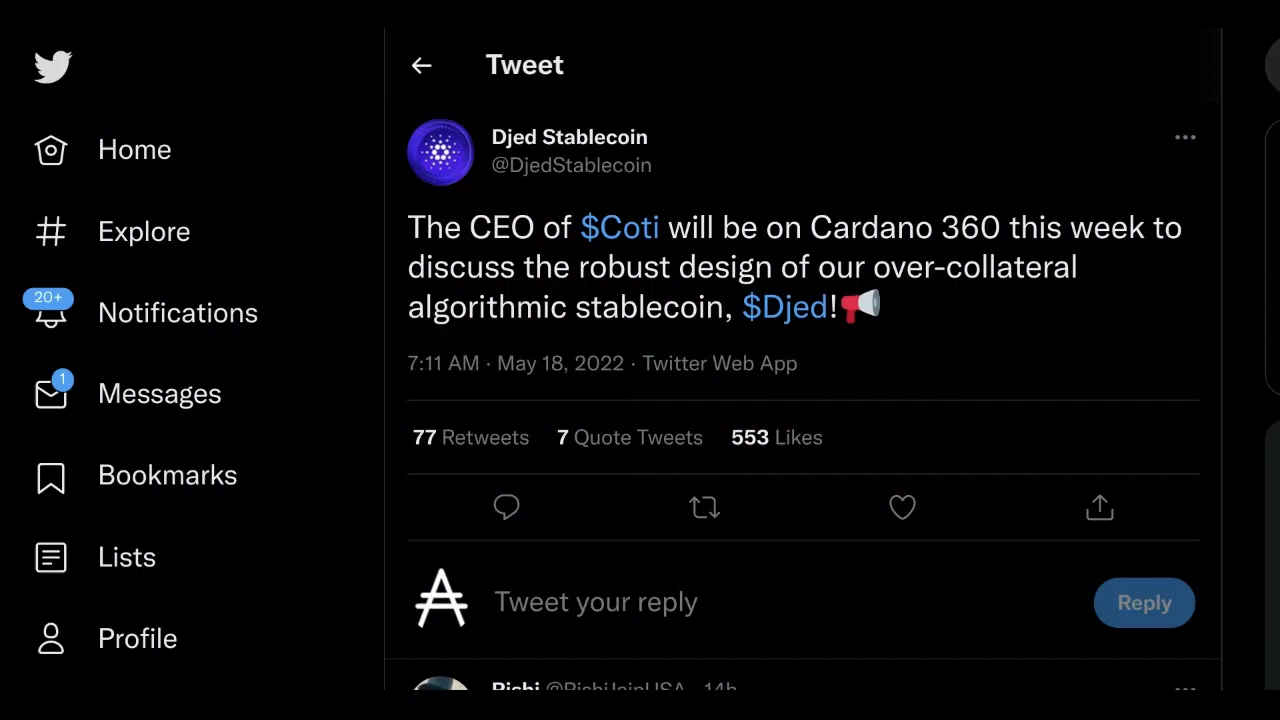 Tweet
Home
Explore
20+
Notifications
1
Messages
Bookmarks
Lists
Profile
Djed Stablecoin
@DjedStablecoin
The CEO of $Coti will be on Cardano 360 this week to
discuss the robust design of our over-collateral
algorithmic stablecoin, $Djed!📢
7:11 AM · May 18, 2022 · Twitter Web App
77 Retweets 7 Quote Tweets 553 Likes
Tweet your reply
Reply
Rishi @RishiJainUSA · 14h